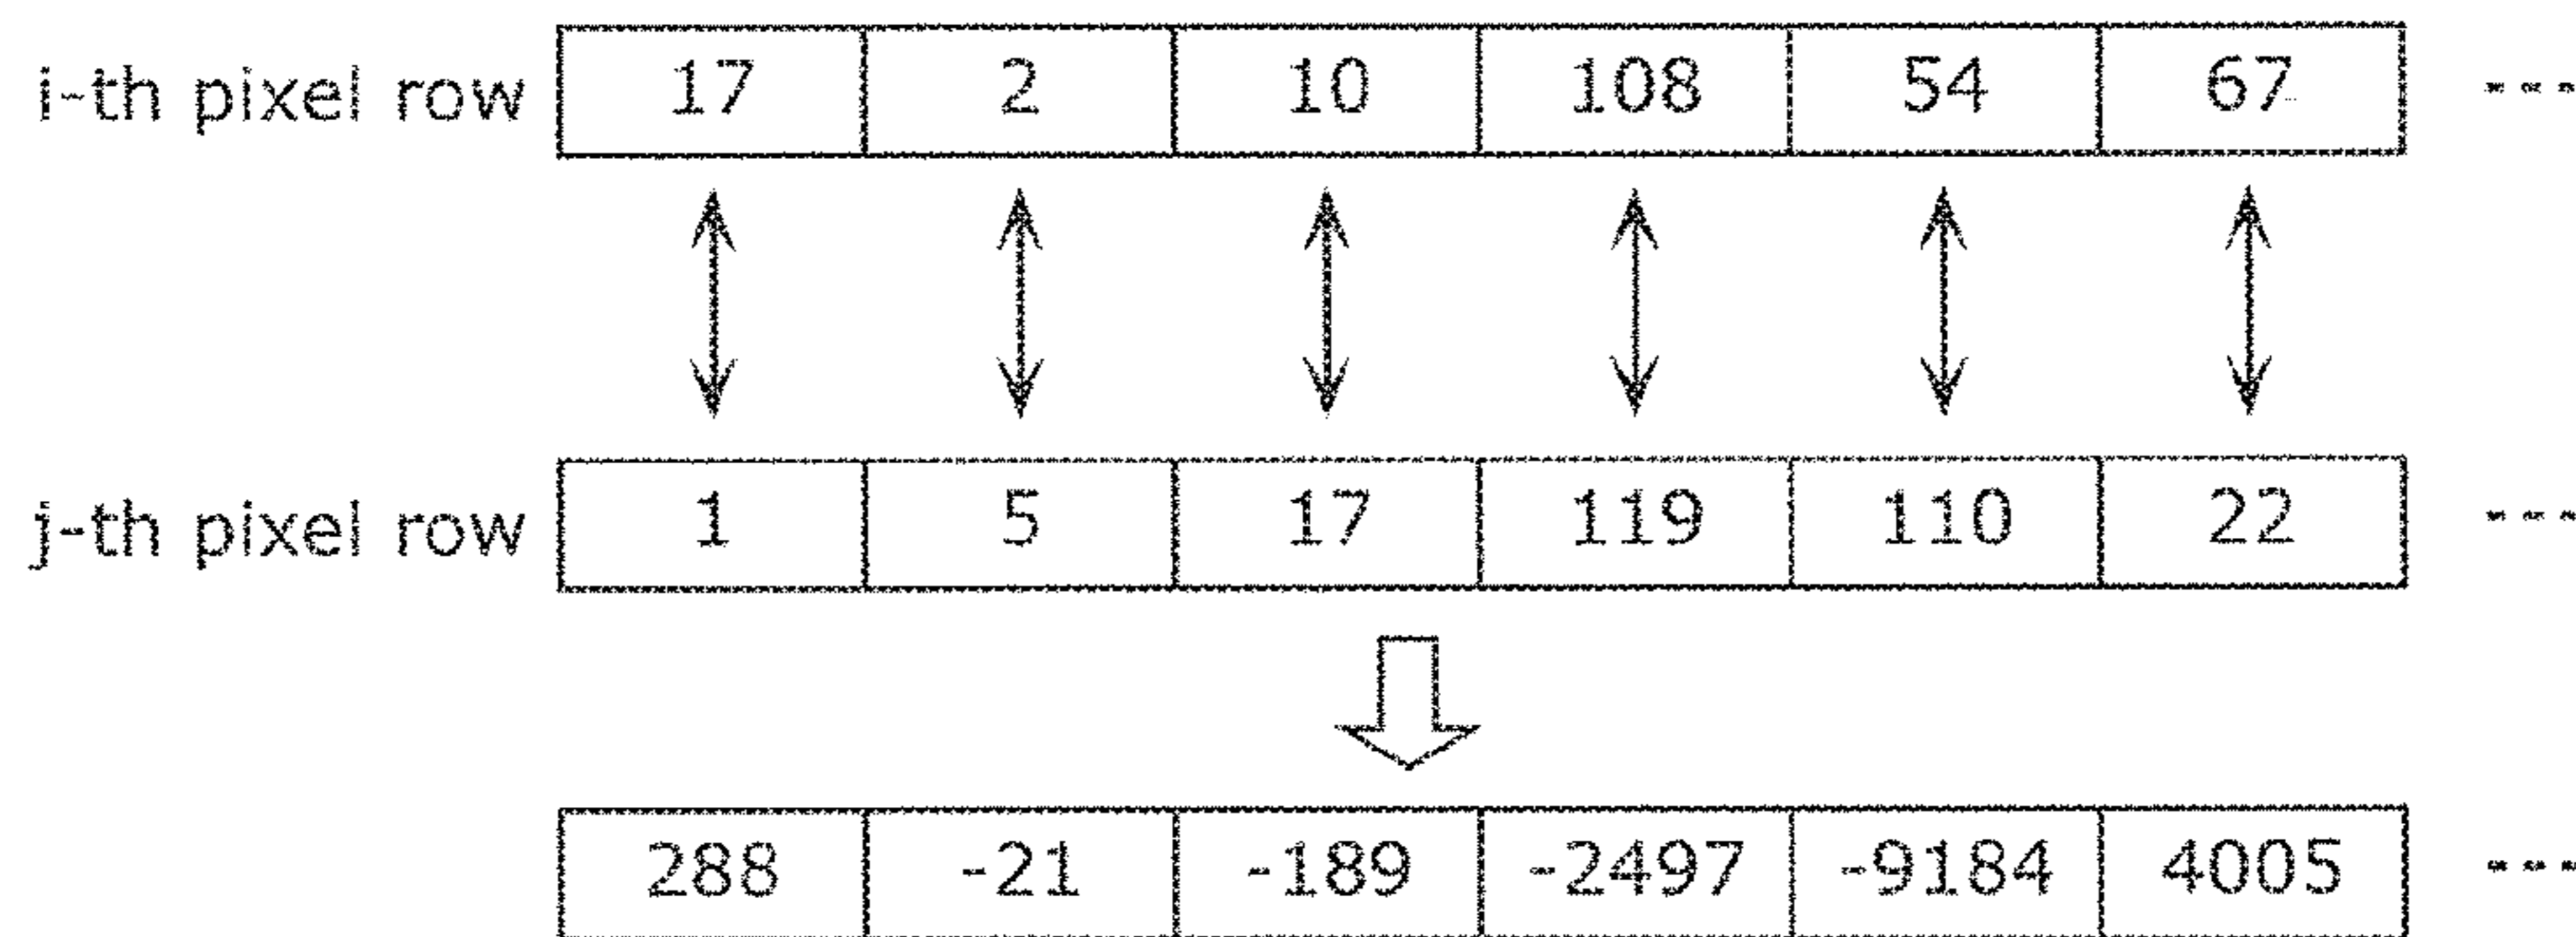 i-th pixel row 17 2 10 108 54 67 ---
j-th pixel row 1 5 17 119 110 22 ---
288 -21 -189 -2497 -9184 4005 ---